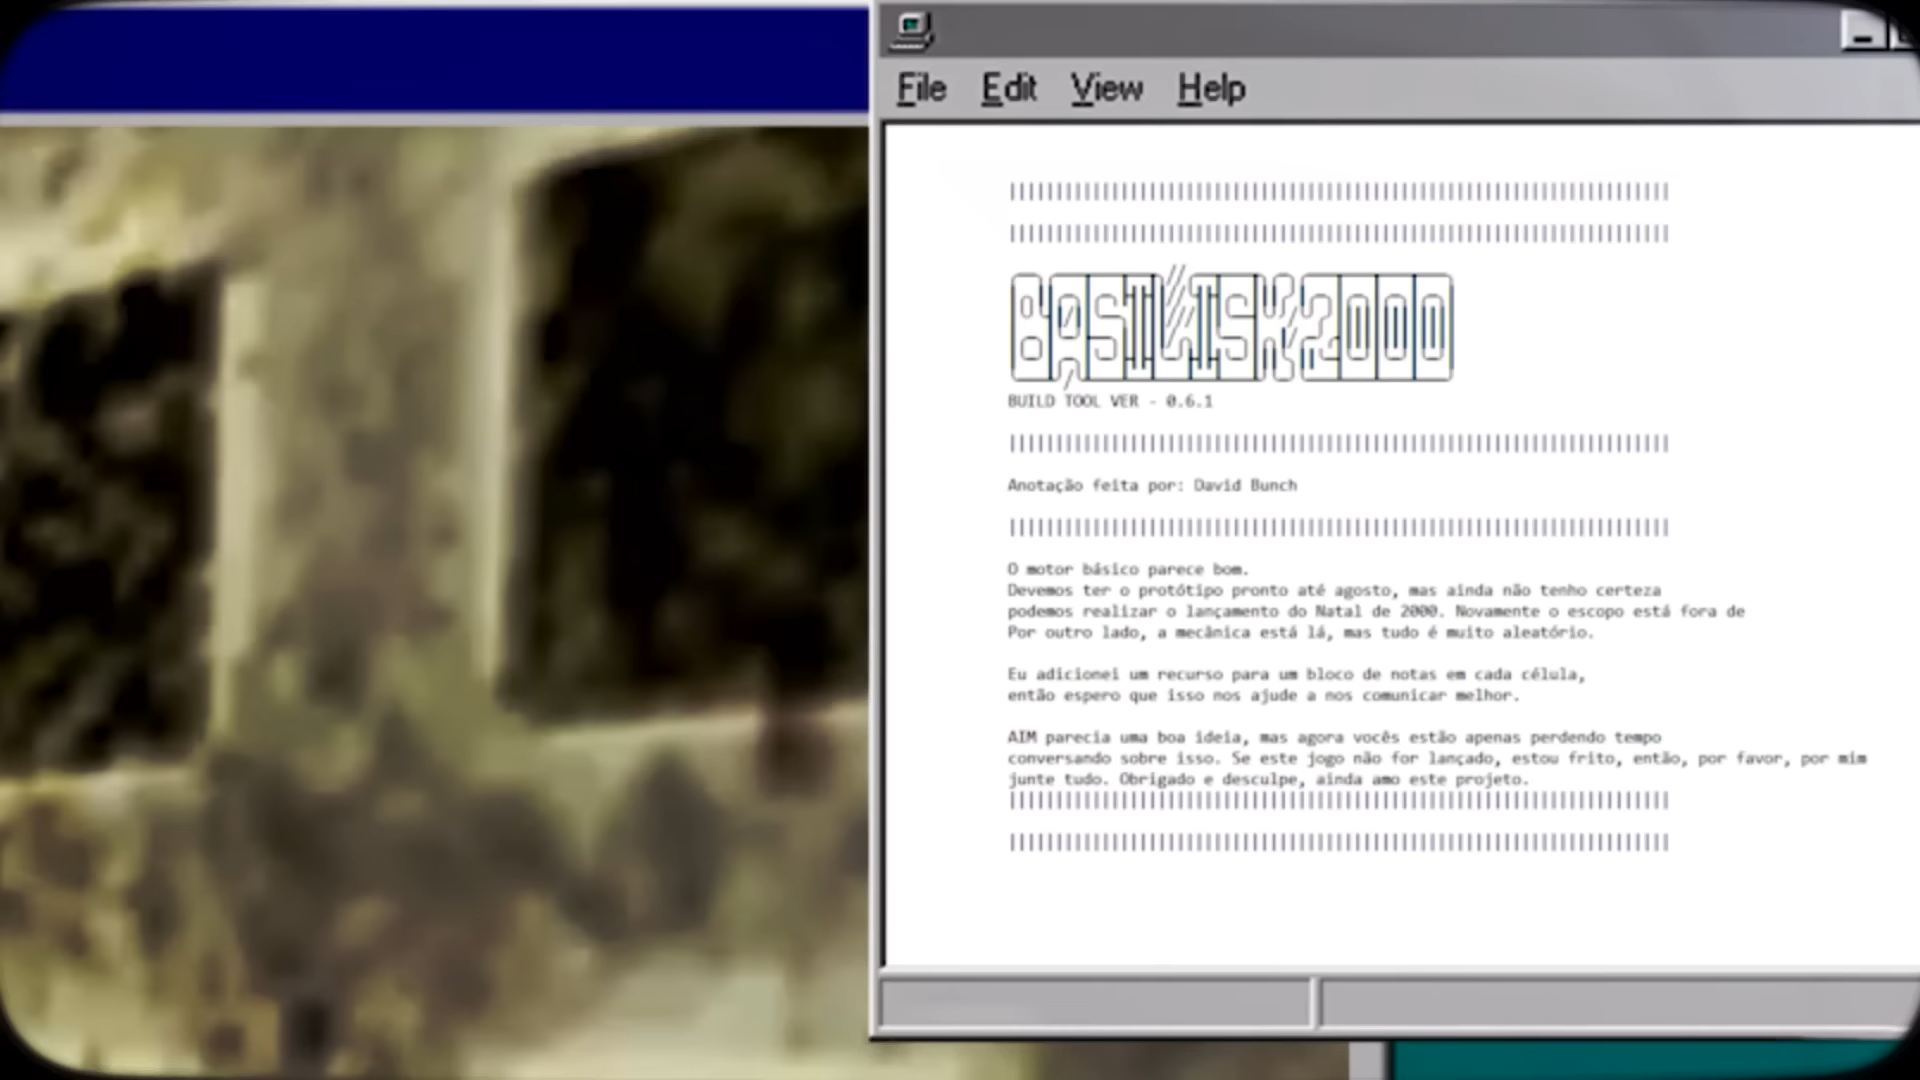 File Edit View Help
BASILISK2000
BUILD TOOL VER - 0.6.1
Anotação feita por: David Bunch
O motor básico parece bom.
Devemos ter o protótipo pronto até agosto, mas ainda não tenho certeza
podemos realizar o lançamento do Natal de 2000. Novamente o escopo está fora de
Por outro lado, a mecânica está lá, mas tudo é muito aleatório.
Eu adicionei um recurso para um bloco de notas em cada célula,
então espero que isso nos ajude a nos comunicar melhor.
AIM parecia uma boa ideia, mas agora vocês estão apenas perdendo tempo
conversando sobre isso. Se este jogo não for lançado, estou frito, então, por favor, por mim
junte tudo. Obrigado e desculpe, ainda amo este projeto.